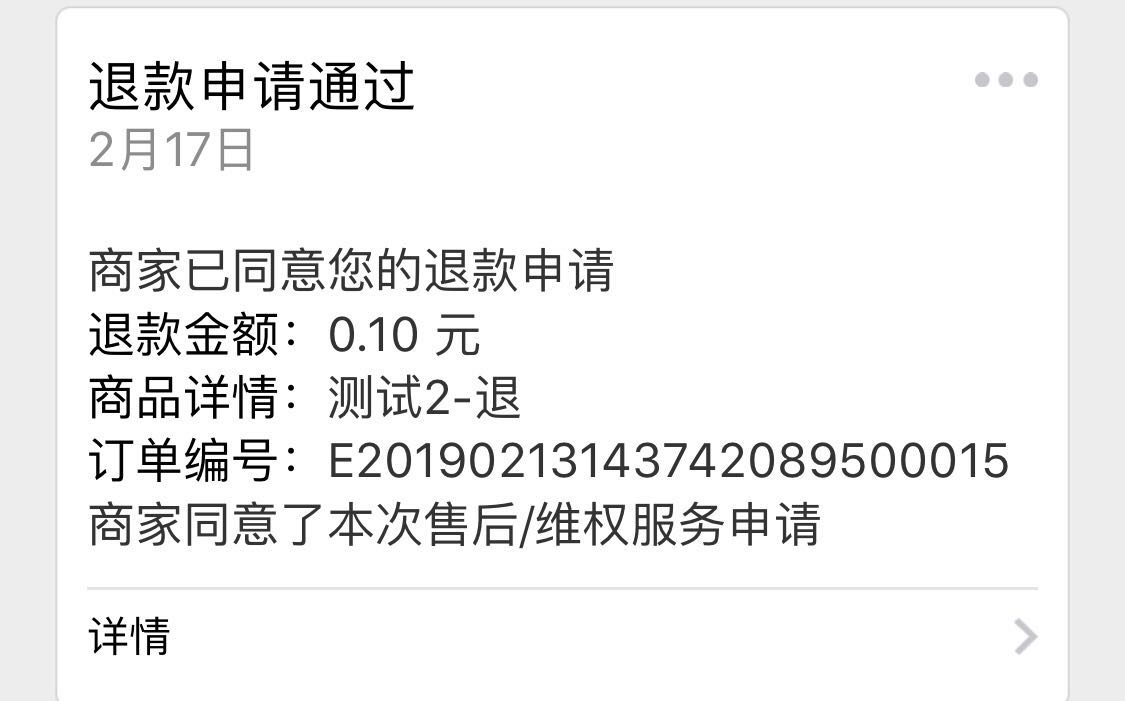 退款申请通过
2月17日
商家已同意您的退款申请
退款金额：0.10 元
商品详情：测试2-退
订单编号：E20190213143742089500015
商家同意了本次售后/维权服务申请
详情